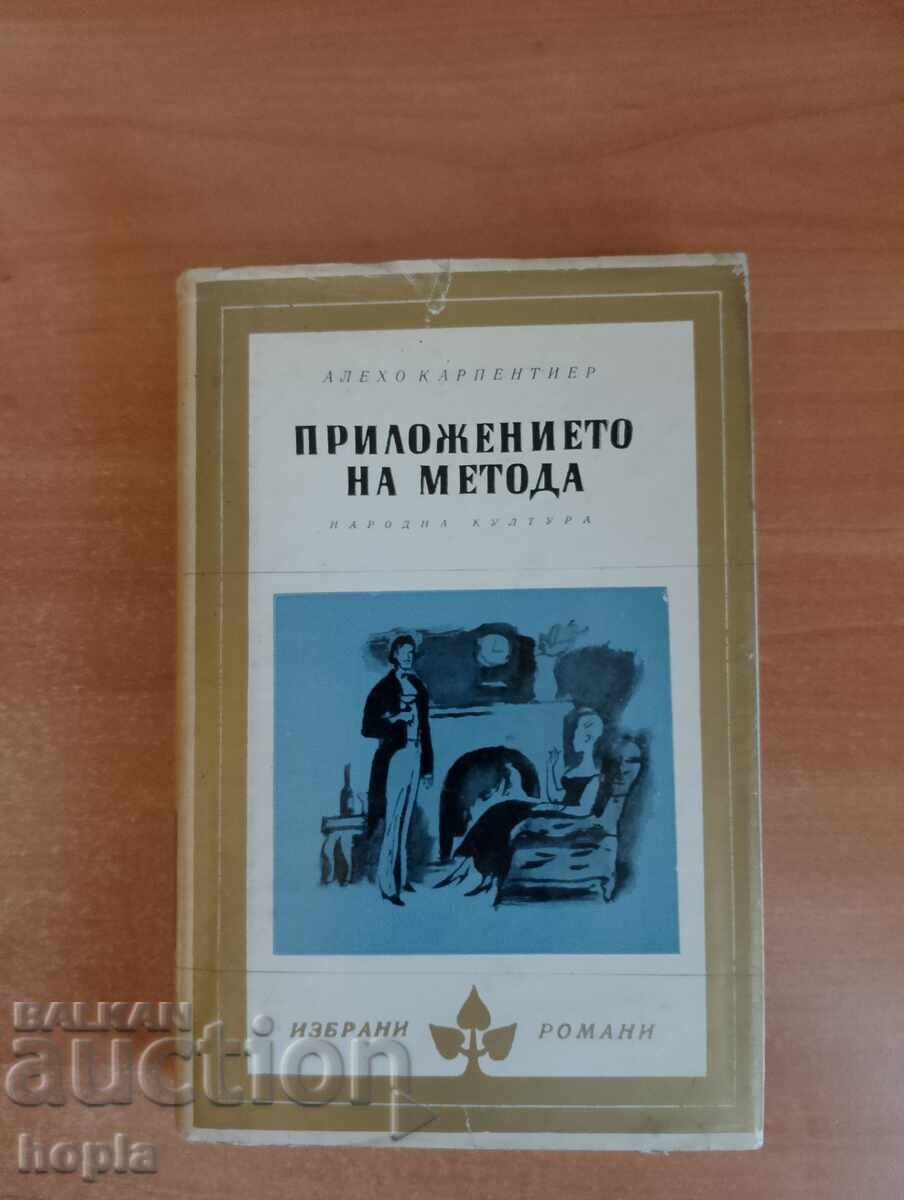 АЛЕХО КАРПЕНТИЕР
ПРИЛОЖЕНИЕТО
НА МЕТОДА
НАРОДНА КУЛТУРА
ИЗБРАНИ РОМАНИ
BALKAN
auction
hopla